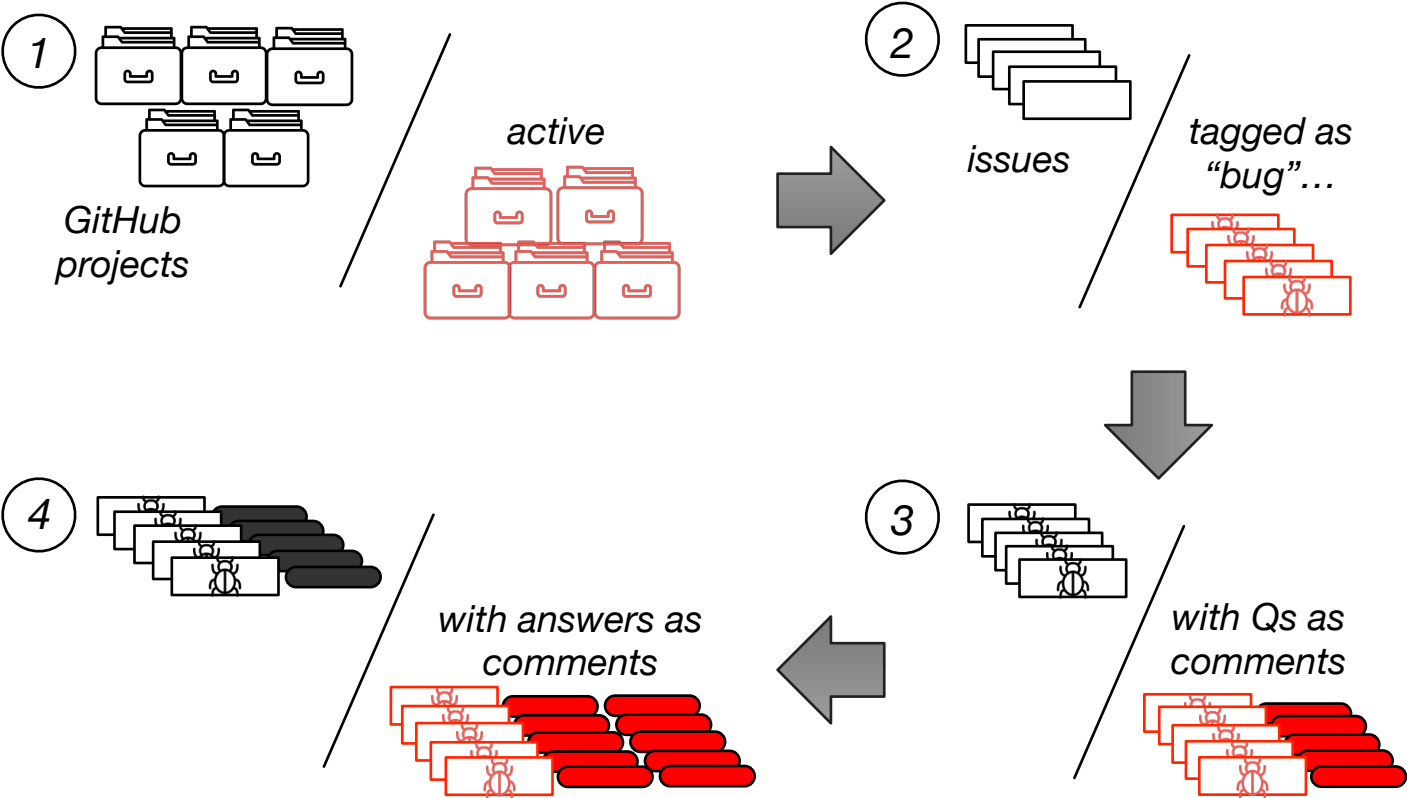 1
GitHub
projects
active
2
issues
tagged as
“bug”…
3
with Qs as
comments
4
with answers as
comments